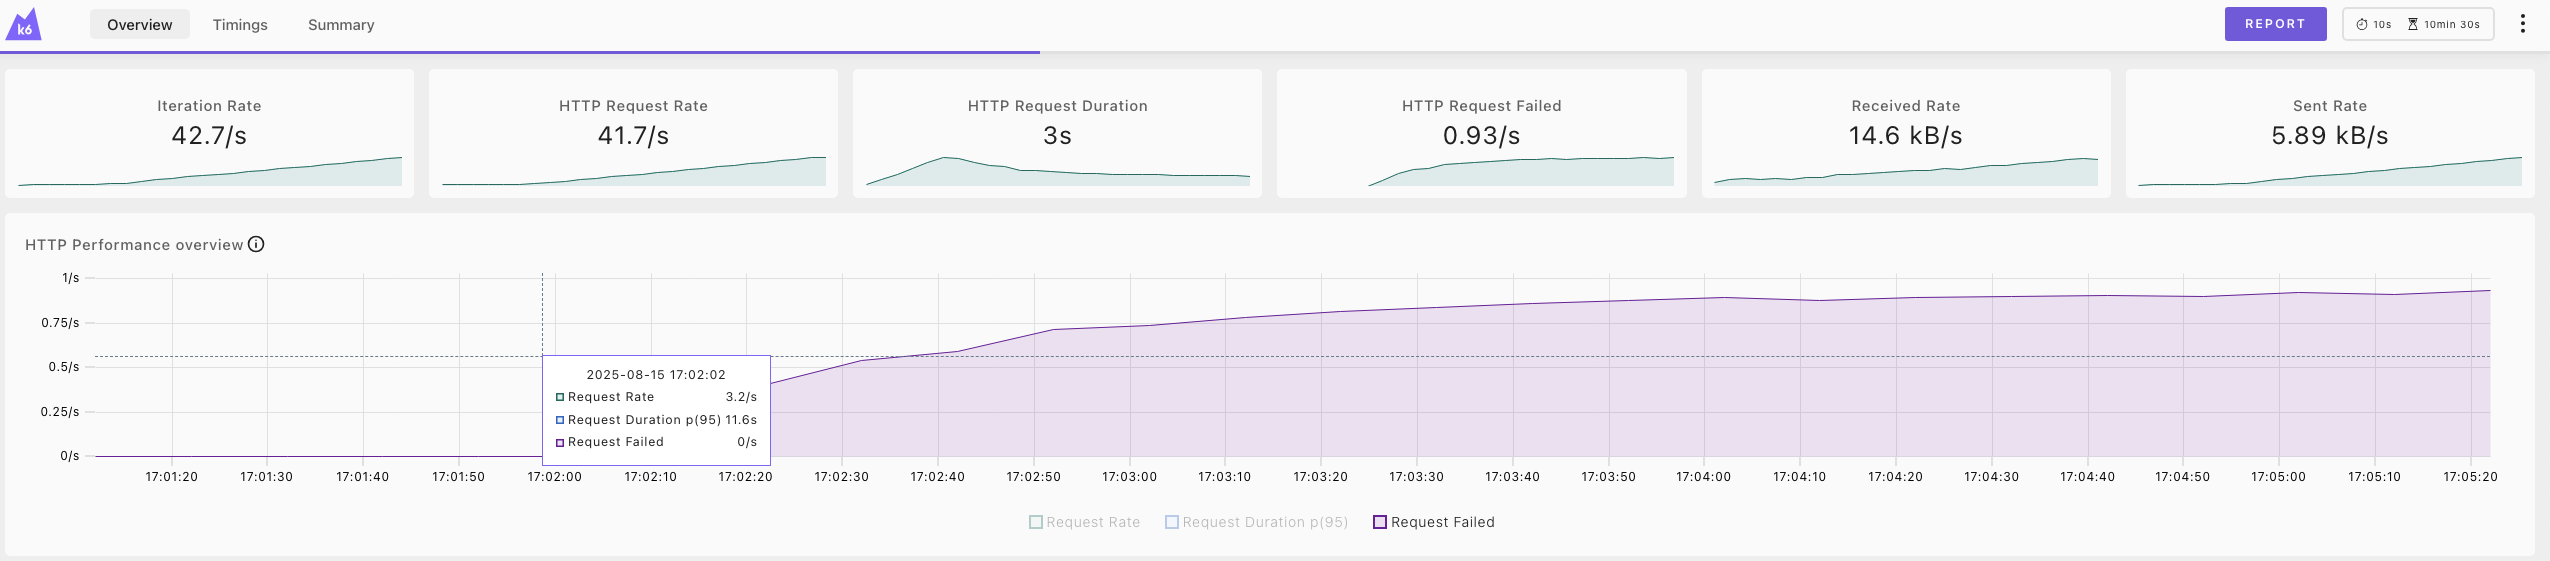 k6
Overview Timings Summary REPORT 10s 10min 30s
Iteration Rate
42.7/s
HTTP Request Rate
41.7/s
HTTP Request Duration
3s
HTTP Request Failed
0.93/s
Received Rate
14.6 kB/s
Sent Rate
5.89 kB/s
HTTP Performance overview
1/s
0.75/s
0.5/s
0.25/s
0/s
2025-08-15 17:02:02
Request Rate 3.2/s
Request Duration p(95) 11.6s
Request Failed 0/s
17:01:20 17:01:30 17:01:40 17:01:50 17:02:00 17:02:10 17:02:20 17:02:30 17:02:40 17:02:50 17:03:00 17:03:10 17:03:20 17:03:30 17:03:40 17:03:50 17:04:00 17:04:10 17:04:20 17:04:30 17:04:40 17:04:50 17:05:00 17:05:10 17:05:20
Request Rate Request Duration p(95) Request Failed